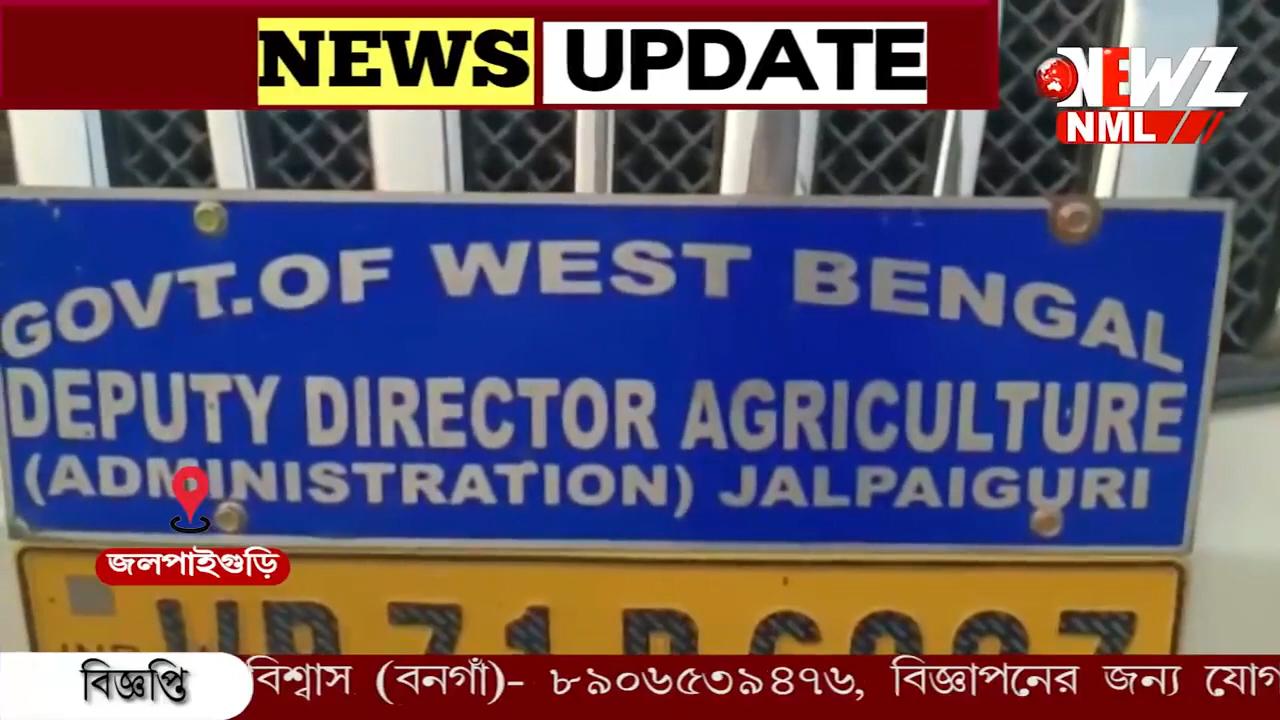 NEWS UPDATE
NEWZ
NML
GOVT.OF WEST BENGAL
DEPUTY DIRECTOR AGRICULTURE
(ADMINISTRATION) JALPAIGURI
জলপাইগুড়ি
IND
বিজ্ঞপ্তি
বিশ্বাস (বনগাঁ)- ৮৯০৬৫৩৯৪৭৬, বিজ্ঞাপনের জন্য যোগ